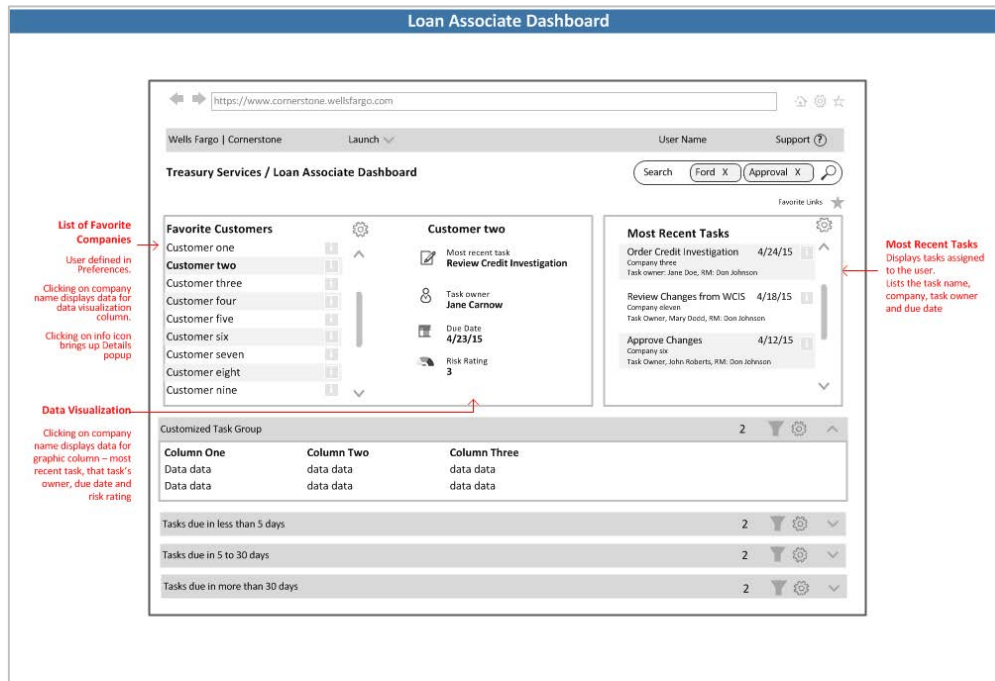 Loan Associate Dashboard
https://www.cornerstone.wellsfargo.com
Wells Fargo | Cornerstone
Launch
User Name
Support ?
Treasury Services / Loan Associate Dashboard
Search
Ford X
Approval X
Favorite Links
List of Favorite
Companies
User defined in
Preferences.
Clicking on company
name displays data for
data visualization
column.
Clicking on info icon
brings up Details
popup
Favorite Customers
Customer one
Customer two
Customer three
Customer four
Customer five
Customer six
Customer seven
Customer eight
Customer nine
Customer two
Most recent task
Review Credit Investigation
Task owner
Jane Carnow
Due Date
4/23/15
Risk Rating
3
Most Recent Tasks
Order Credit Investigation 4/24/15
Company three
Task owner: Jane Doe, RM: Don Johnson
Review Changes from WCIS 4/18/15
Company eleven
Task Owner, Mary Dodd, RM: Don Johnson
Approve Changes 4/12/15
Company six
Task Owner, John Roberts, RM: Don Johnson
Most Recent Tasks
Displays tasks assigned
to the user.
Lists the task name,
company, task owner
and due date
Data Visualization
Clicking on company
name displays data for
graphic column – most
recent task, that task's
owner, due date and
risk rating
Customized Task Group 2
Column One Column Two Column Three
Data data data data data data
Data data data data data data
Tasks due in less than 5 days 2
Tasks due in 5 to 30 days 2
Tasks due in more than 30 days 2